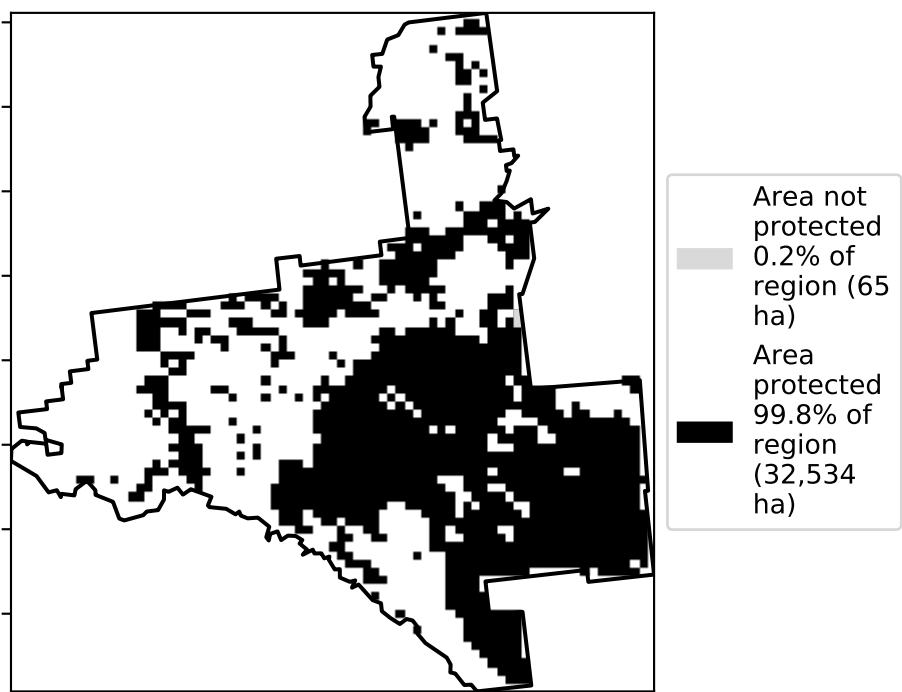 Area not
protected
0.2% of
region (65
ha)
Area
protected
99.8% of
region
(32,534
ha)